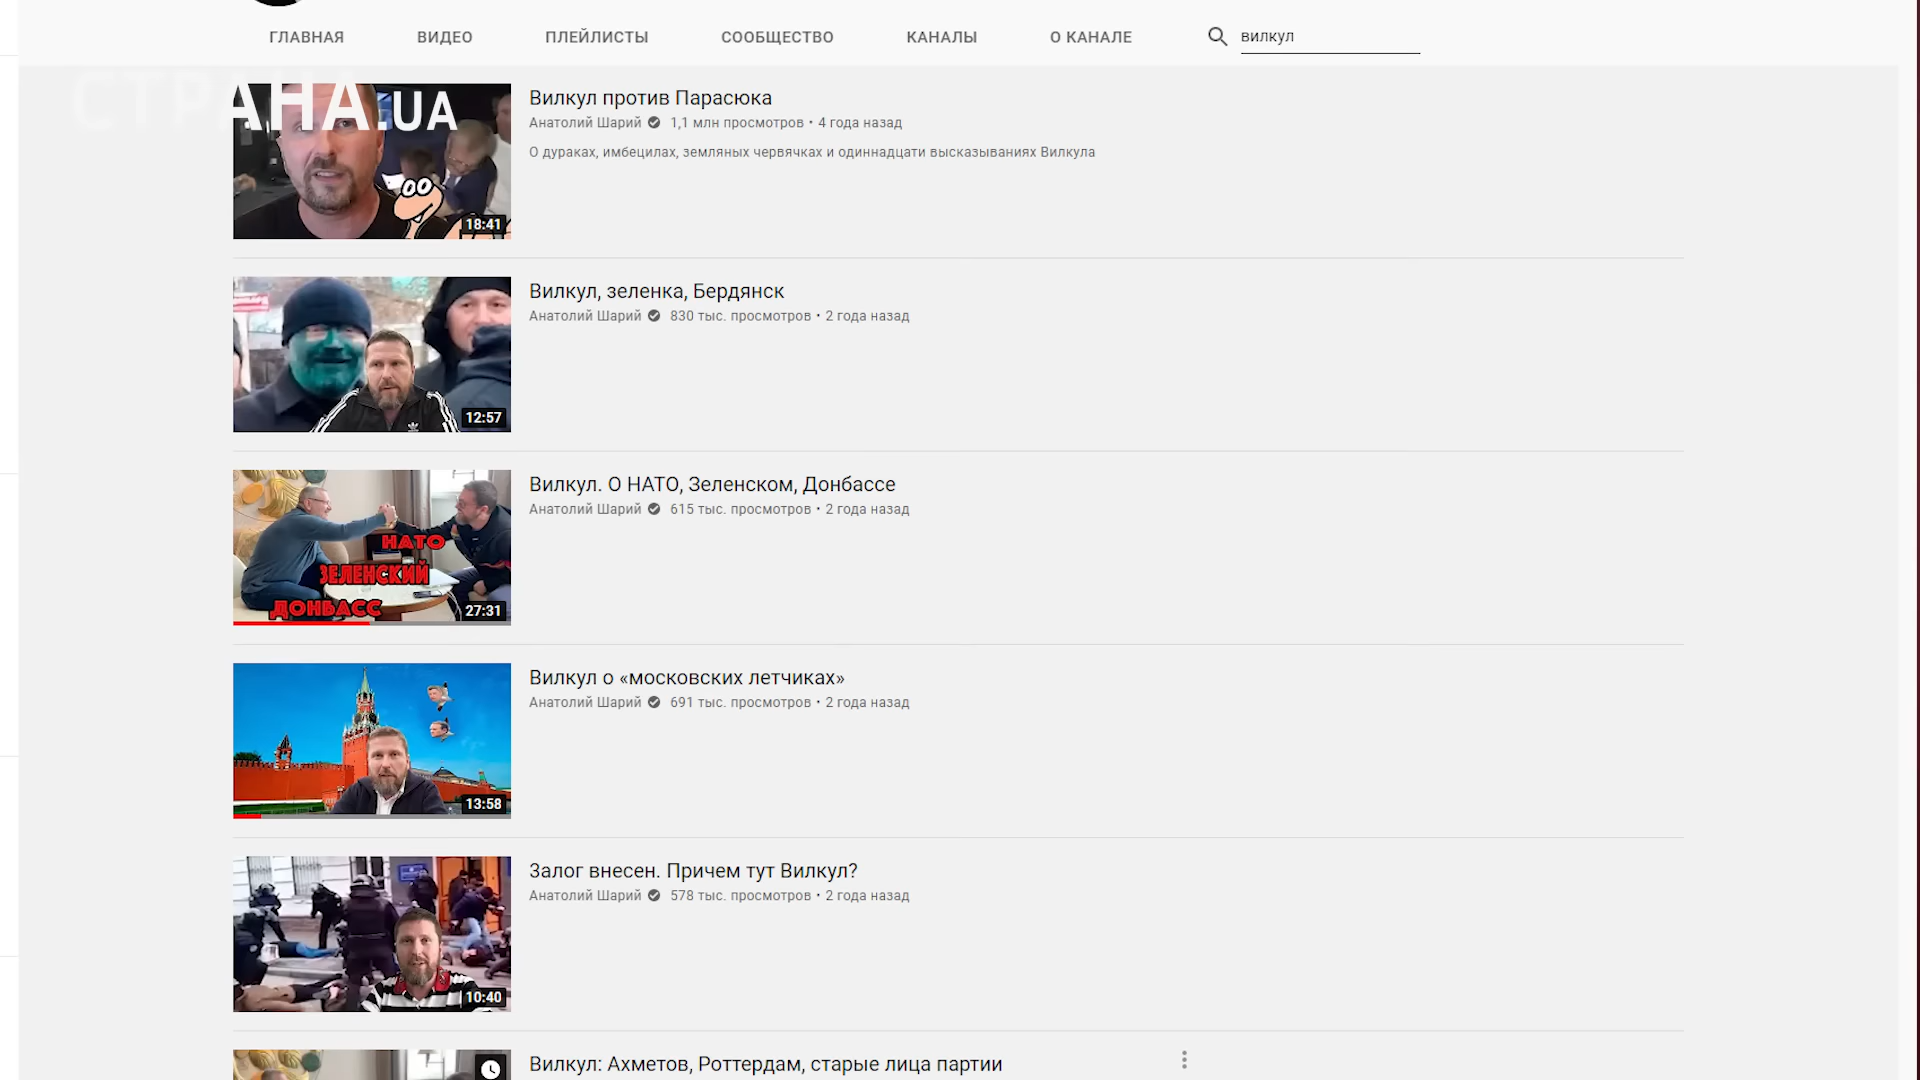 ГЛАВНАЯ ВИДЕО ПЛЕЙЛИСТЫ СООБЩЕСТВО КАНАЛЫ О КАНАЛЕ вилкул
СТРАНА.UA
Вилкул против Парасюка
Анатолий Шарий 1,1 млн просмотров • 4 года назад
О дураках, имбецилах, земляных червячках и одиннадцати высказываниях Вилкула
18:41
Вилкул, зеленка, Бердянск
Анатолий Шарий 830 тыс. просмотров • 2 года назад
12:57
Вилкул. О НАТО, Зеленском, Донбассе
Анатолий Шарий 615 тыс. просмотров • 2 года назад
НАТО
ЗЕЛЕНСКИЙ
ДОНБАСС
27:31
Вилкул о «московских летчиках»
Анатолий Шарий 691 тыс. просмотров • 2 года назад
13:58
Залог внесен. Причем тут Вилкул?
Анатолий Шарий 578 тыс. просмотров • 2 года назад
10:40
Вилкул: Ахметов, Роттердам, старые лица партии